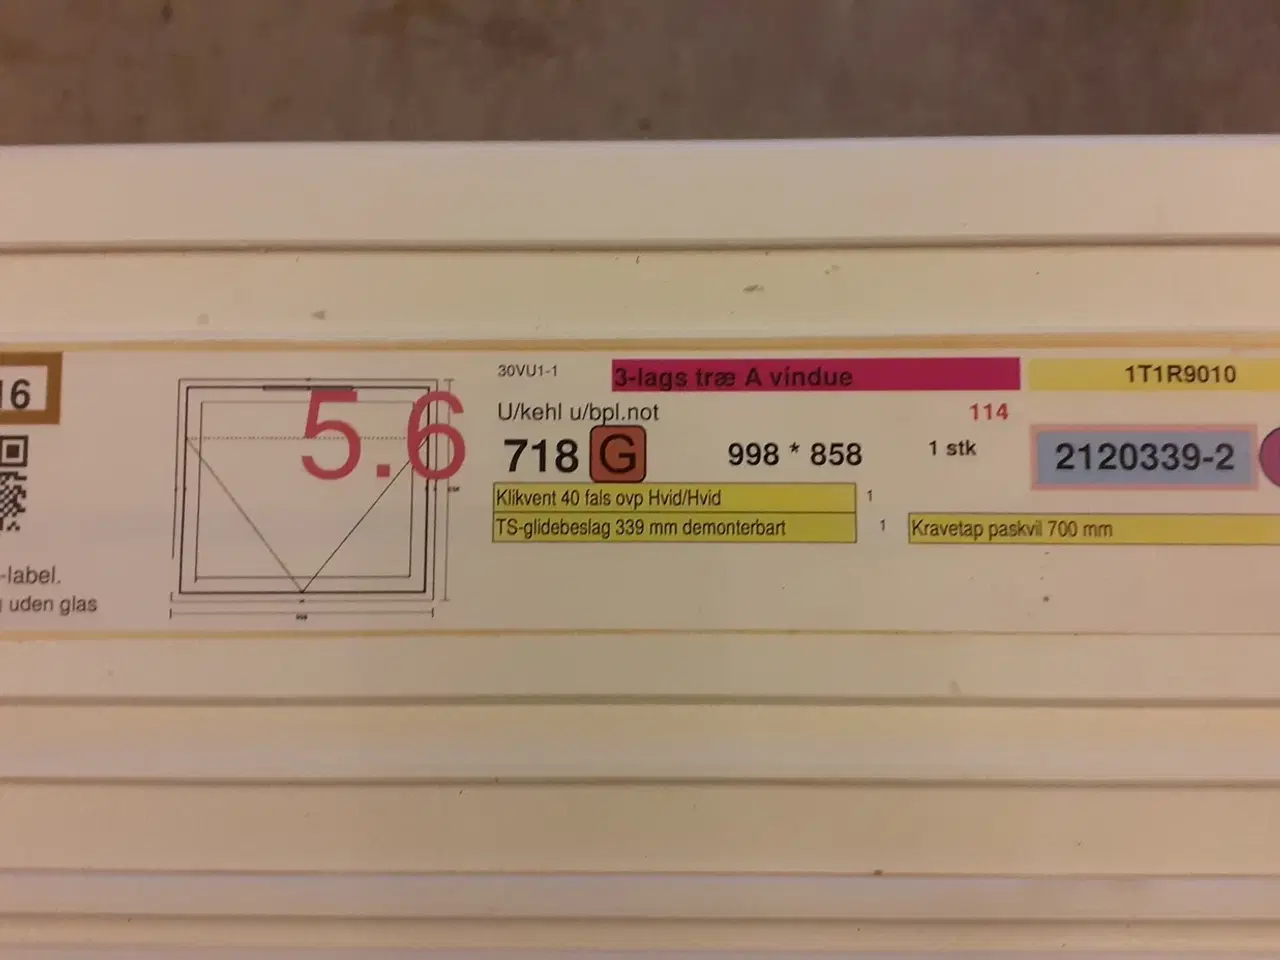 16
-label.
uden glas
5.6
30VU1-1
3-lags træ A vindue
1T1R9010
U/kehl u/bpl.not
114
718 G 998 * 858 1 stk 2120339-2
Klikvent 40 fals ovp Hvid/Hvid 1
TS-glidebeslag 339 mm demonterbart 1 Kravetap paskvil 700 mm